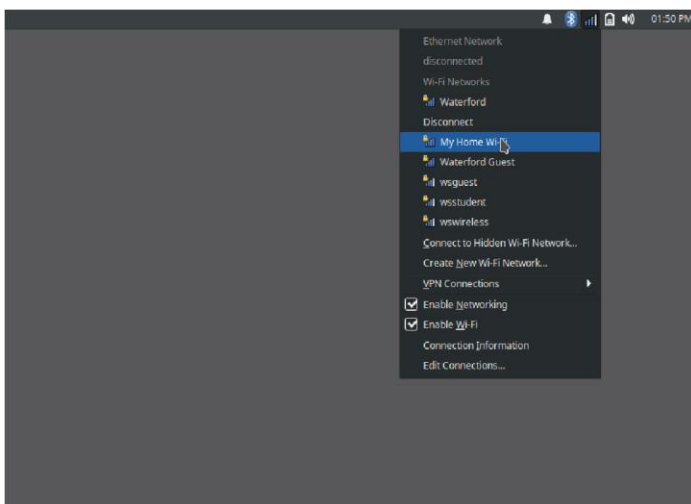 01:50 PM
Ethernet Network
disconnected
Wi-Fi Networks
Waterford
Disconnect
My Home Wi-Fi
Waterford Guest
wsguest
wsstudent
wswireless
Connect to Hidden Wi-Fi Network...
Create New Wi-Fi Network...
VPN Connections
Enable Networking
Enable Wi-Fi
Connection Information
Edit Connections...